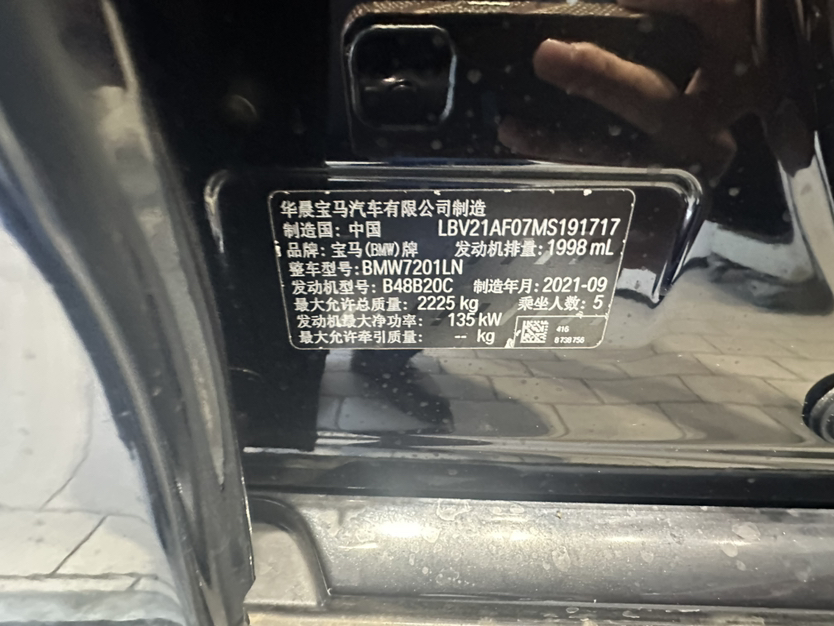 华晨宝马汽车有限公司制造
制造国: 中国 LBV21AF07MS191717
品牌: 宝马(BMW)牌 发动机排量: 1998 mL
整车型号: BMW7201LN
发动机型号: B48B20C 制造年月: 2021-09
最大允许总质量: 2225 kg 乘坐人数: 5
发动机最大净功率: 135 kW
最大允许牵引质量: -- kg
416
8738756